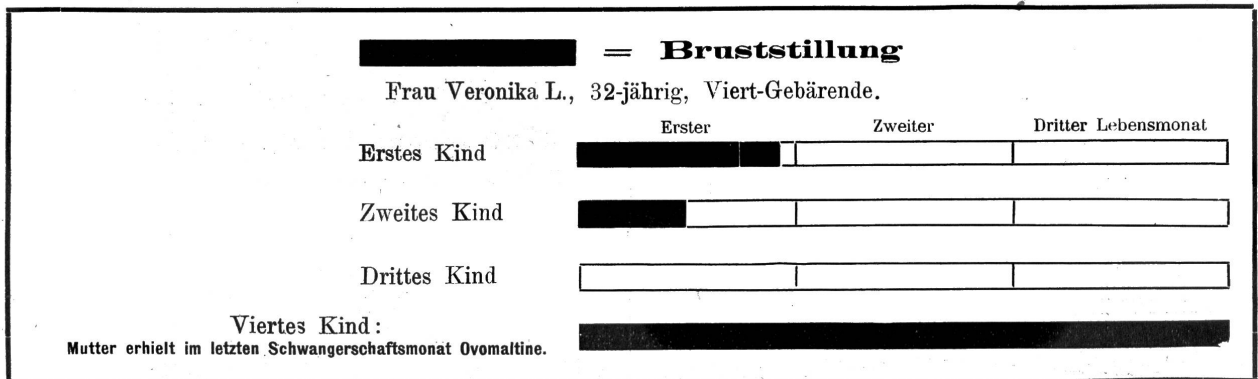 = Bruststillung
Frau Veronika L., 32-jährig, Viert-Gebärende.
Erster Zweiter Dritter Lebensmonat
Erstes Kind
Zweites Kind
Drittes Kind
Viertes Kind:
Mutter erhielt im letzten Schwangerschaftsmonat Ovomaltine.